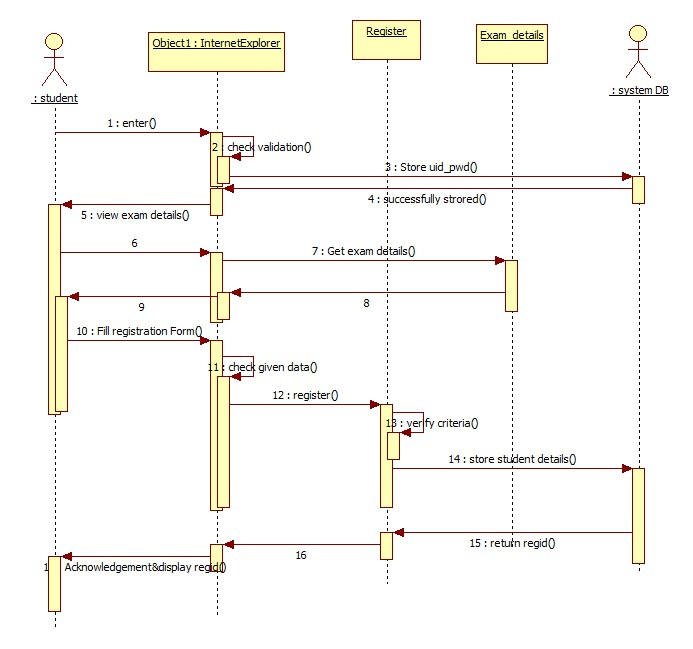 Register
Exam_details
Object1 : InternetExplorer
: student
: system DB
1 : enter()
2 : check validation()
3 : Store uid_pwd()
4 : successfully strored()
5 : view exam details()
6
7 : Get exam details()
8
9
10 : Fill registration Form()
11 : check given data()
12 : register()
13 : verify criteria()
14 : store student details()
15 : return regid()
16
Acknowledgement&display regid()